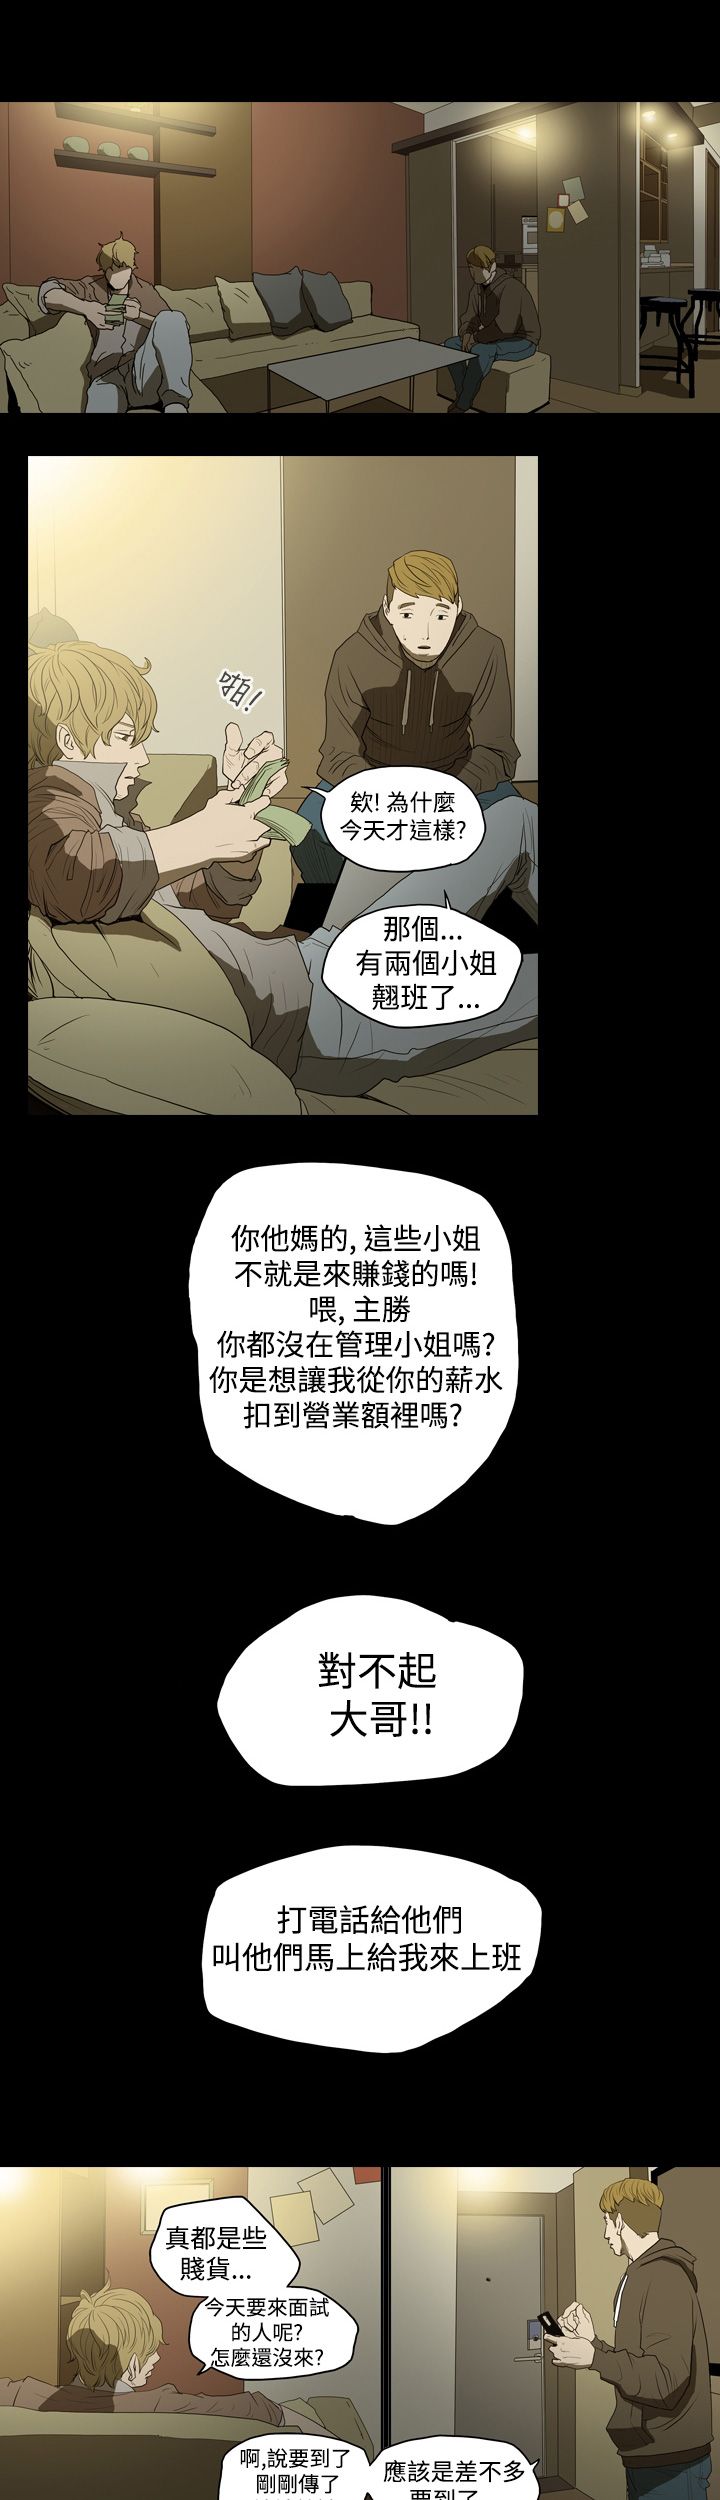 啪!
欸! 為什麼
今天才這樣?
那個...
有兩個小姐
翹班了...
你他媽的, 這些小姐
不就是來賺錢的嗎!
喂, 主勝
你都沒在管理小姐嗎?
你是想讓我從你的薪水
扣到營業額裡嗎?
對不起
大哥!!
打電話給他們
叫他們馬上給我來上班
真都是些
賤貨...
今天要來面試
的人呢?
怎麼還沒來?
啊,說要到了
剛剛傳了
應該是差不多
要到了